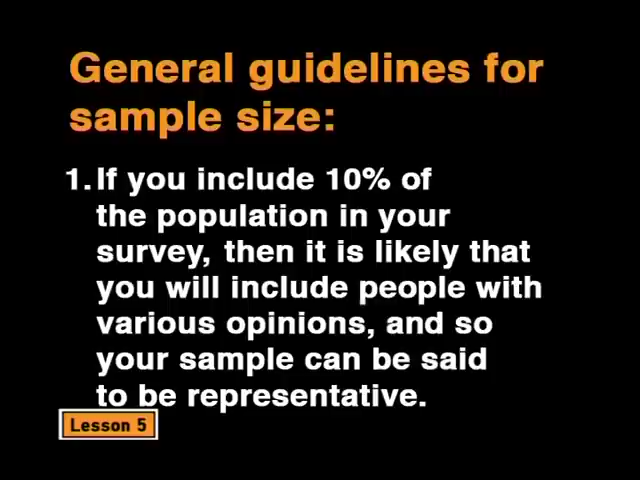 General guidelines for
sample size:
1. If you include 10% of
the population in your
survey, then it is likely that
you will include people with
various opinions, and so
your sample can be said
to be representative.
Lesson 5